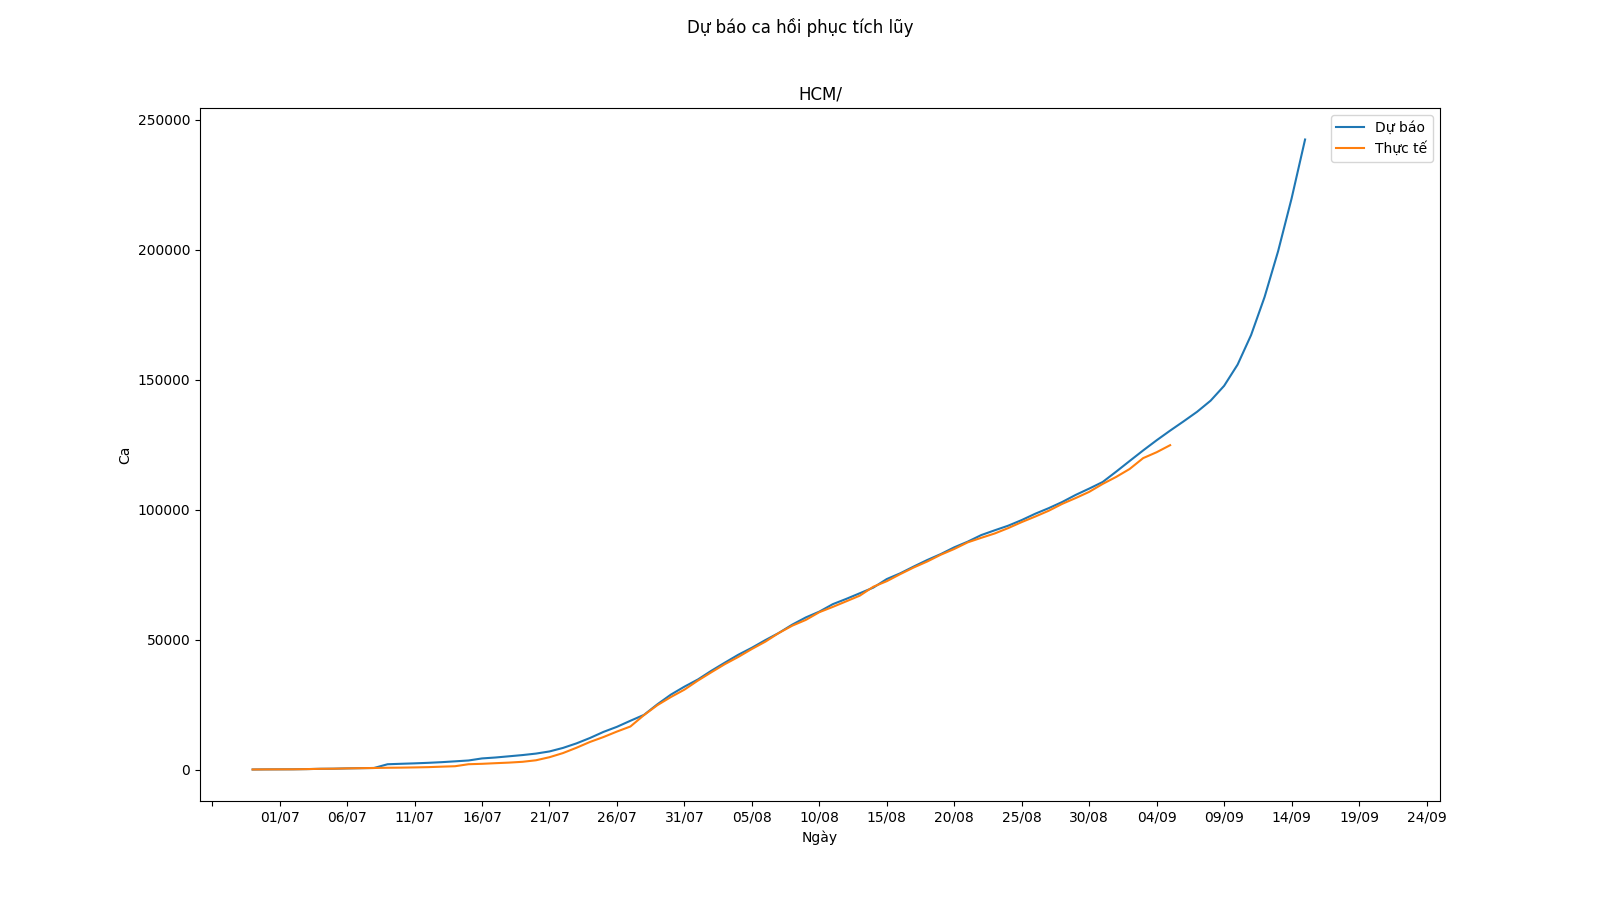 Dự báo ca hồi phục tích lũy
HCM/
Dự báo
Thực tế
250000
200000
150000
100000
50000
0
Ca
01/07 06/07 11/07 16/07 21/07 26/07 31/07 05/08 10/08 15/08 20/08 25/08 30/08 04/09 09/09 14/09 19/09 24/09
Ngày